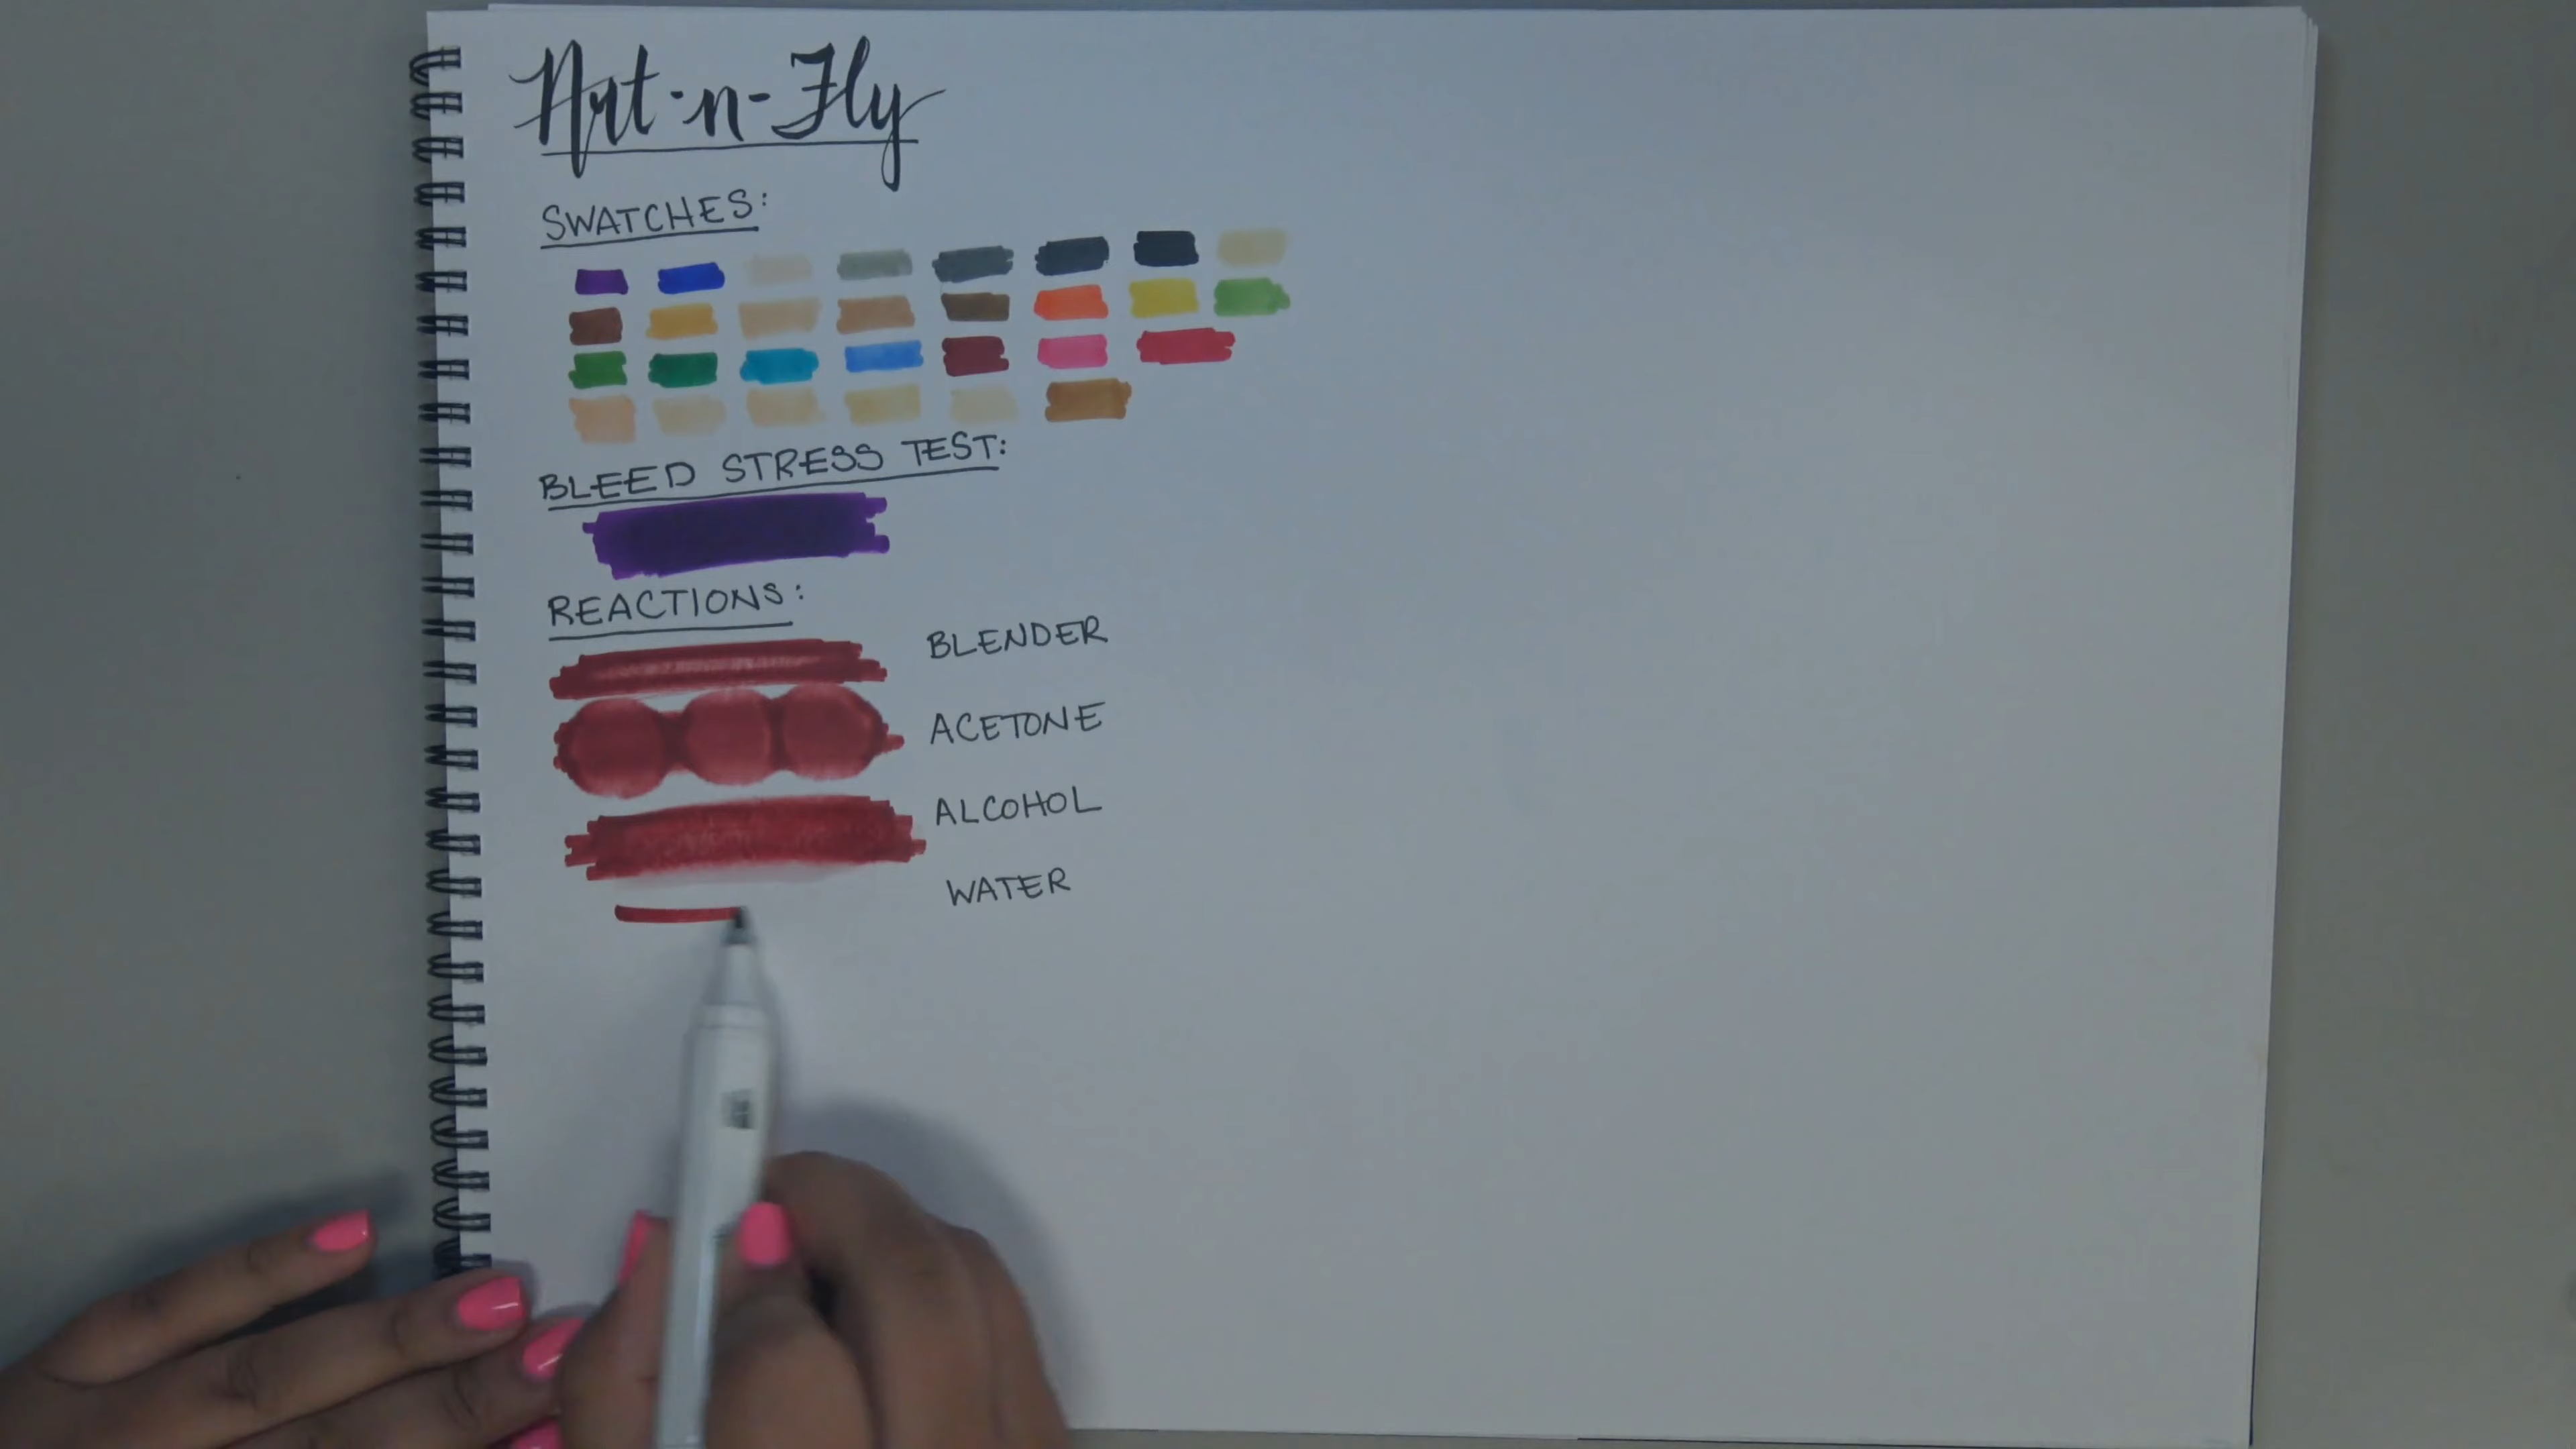 Art-n-Fly
SWATCHES:
BLEED STRESS TEST:
REACTIONS:
BLENDER
ACETONE
ALCOHOL
WATER